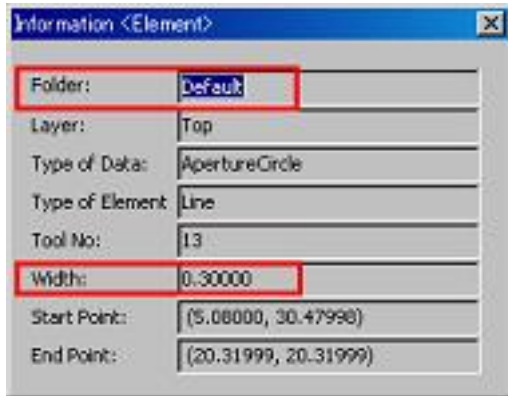 Information <Element>
Folder: Default
Layer: Top
Type of Data: ApertureCircle
Type of Element Line
Tool No: 13
Width: 0.30000
Start Point: (5.08000, 30.47998)
End Point: (20.31999, 20.31999)